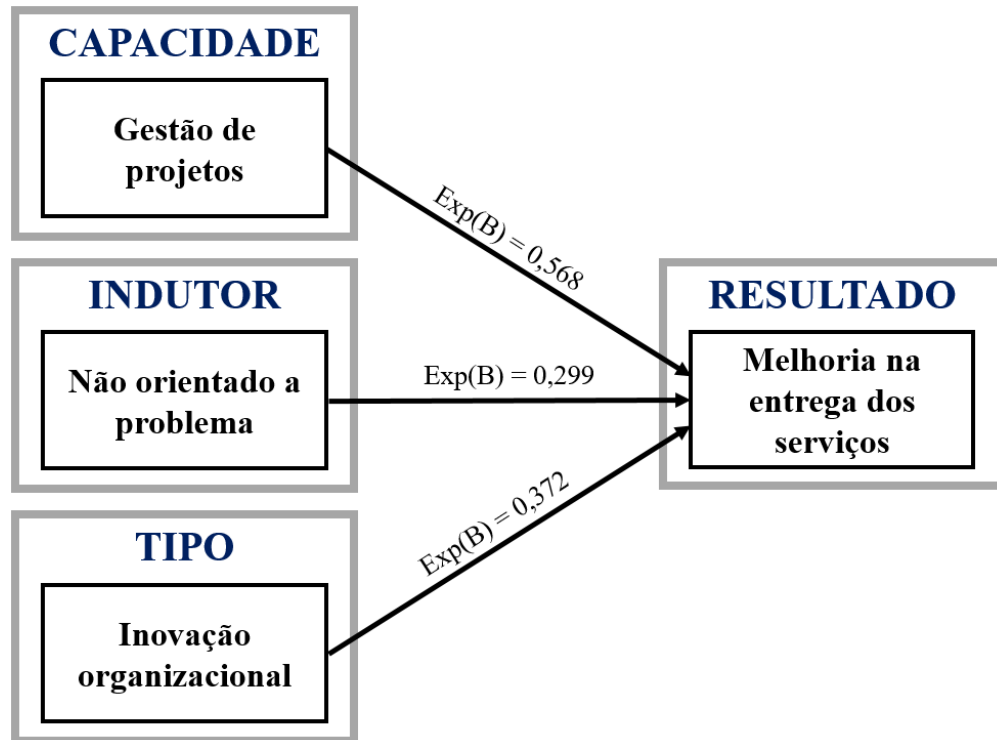 CAPACIDADE
Gestão de
projetos
Exp(B) = 0,568
INDUTOR
Não orientado a
problema
Exp(B) = 0,299
TIPO
Inovação
organizacional
Exp(B) = 0,372
RESULTADO
Melhoria na
entrega dos
serviços